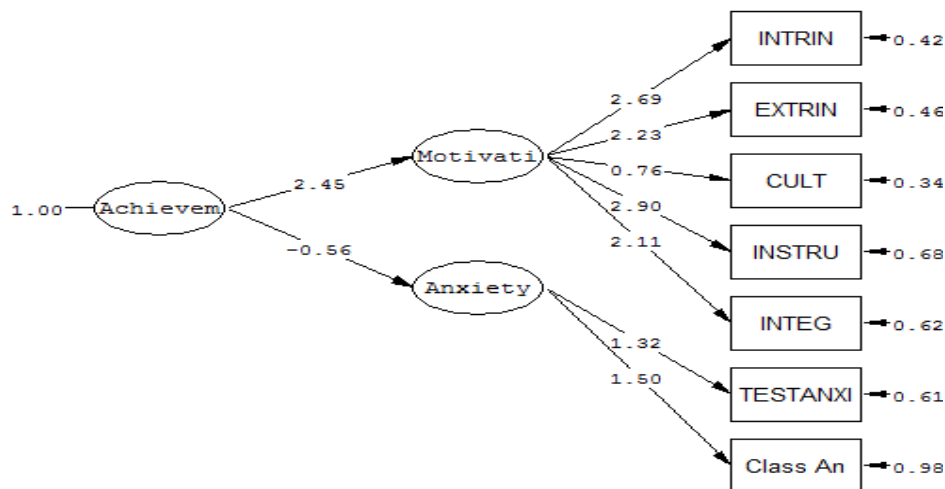 INTRIN
0.42
2.69
EXTRIN
0.46
2.23
Motivati
0.76
CULT
0.34
2.45
2.90
1.00
Achievem
2.11
INSTRU
0.68
-0.56
Anxiety
INTEG
0.62
1.32
1.50
TESTANXI
0.61
Class An
0.98